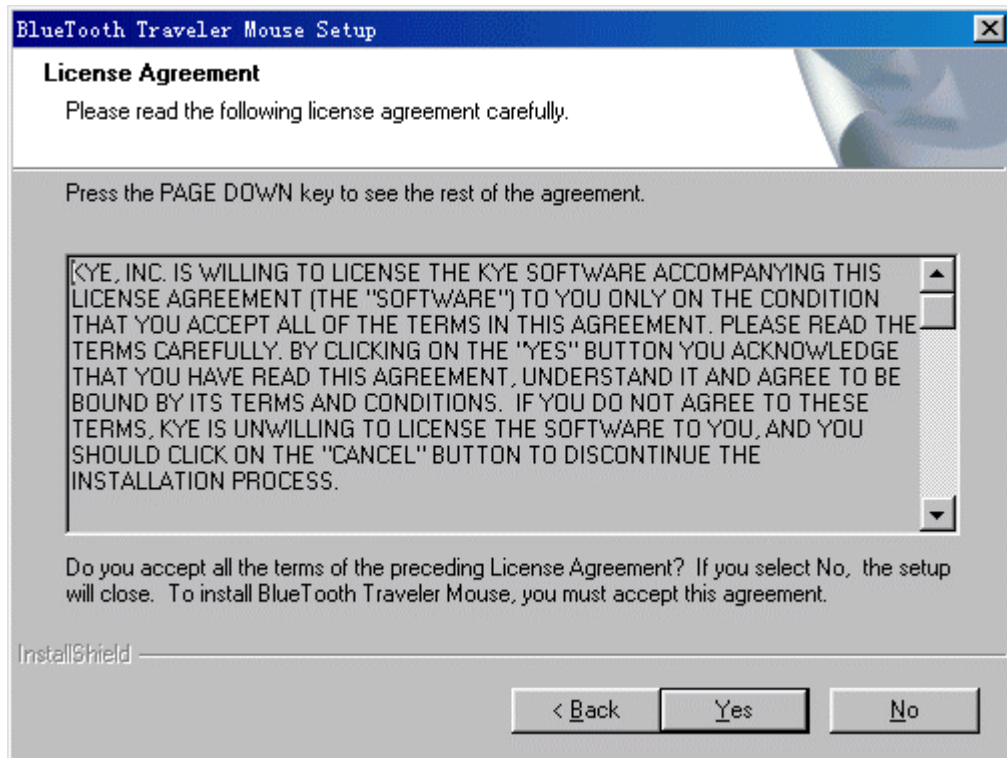 BlueTooth Traveler Mouse Setup
License Agreement
Please read the following license agreement carefully.
Press the PAGE DOWN key to see the rest of the agreement.
KYE, INC. IS WILLING TO LICENSE THE KYE SOFTWARE ACCOMPANYING THIS
LICENSE AGREEMENT (THE "SOFTWARE") TO YOU ONLY ON THE CONDITION
THAT YOU ACCEPT ALL OF THE TERMS IN THIS AGREEMENT. PLEASE READ THE
TERMS CAREFULLY. BY CLICKING ON THE "YES" BUTTON YOU ACKNOWLEDGE
THAT YOU HAVE READ THIS AGREEMENT, UNDERSTAND IT AND AGREE TO BE
BOUND BY ITS TERMS AND CONDITIONS.  IF YOU DO NOT AGREE TO THESE
TERMS, KYE IS UNWILLING TO LICENSE THE SOFTWARE TO YOU, AND YOU
SHOULD CLICK ON THE "CANCEL" BUTTON TO DISCONTINUE THE
INSTALLATION PROCESS.
Do you accept all the terms of the preceding License Agreement?  If you select No,  the setup
will close.  To install BlueTooth Traveler Mouse, you must accept this agreement.
InstallShield
< Back
Yes
No